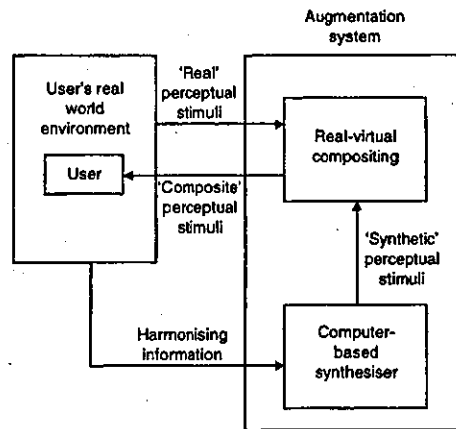 Augmentation
system
User's real
world
environment
User
'Real'
perceptual
stimuli
Real-virtual
compositing
'Composite'
perceptual
stimuli
'Synthetic'
perceptual
stimuli
Harmonising
information
Computer-
based
synthesiser